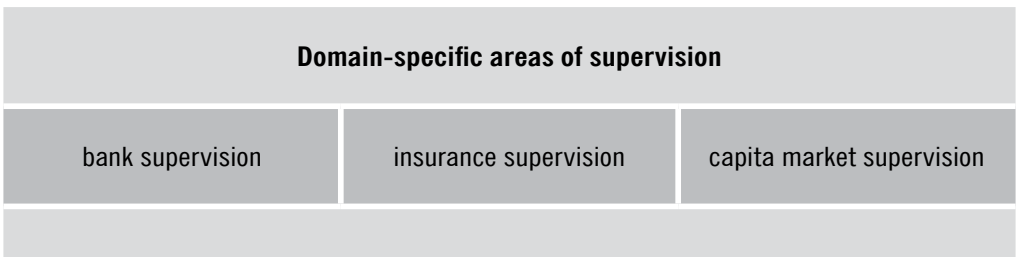 Domain-specific areas of supervision
bank supervision
insurance supervision
capita market supervision